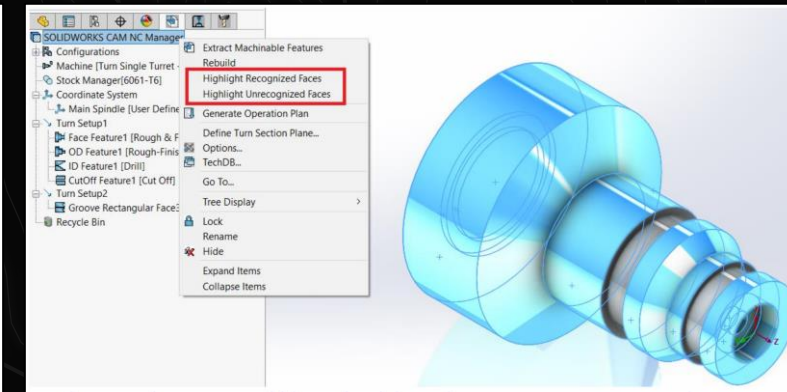 SOLIDWORKS CAM NC Manager
Configurations
Machine [Turn Single Turret -
Stock Manager[6061-T6]
Coordinate System
Main Spindle [User Define
Turn Setup1
Face Feature1 [Rough & F
OD Feature1 [Rough-Finis
ID Feature1 [Drill]
CutOff Feature1 [Cut Off]
Turn Setup2
Groove Rectangular Face
Recycle Bin
Extract Machinable Features
Rebuild
Highlight Recognized Faces
Highlight Unrecognized Faces
Generate Operation Plan
Define Turn Section Plane...
Options...
TechDB...
Go To...
Tree Display
Lock
Rename
Hide
Expand Items
Collapse Items
Z